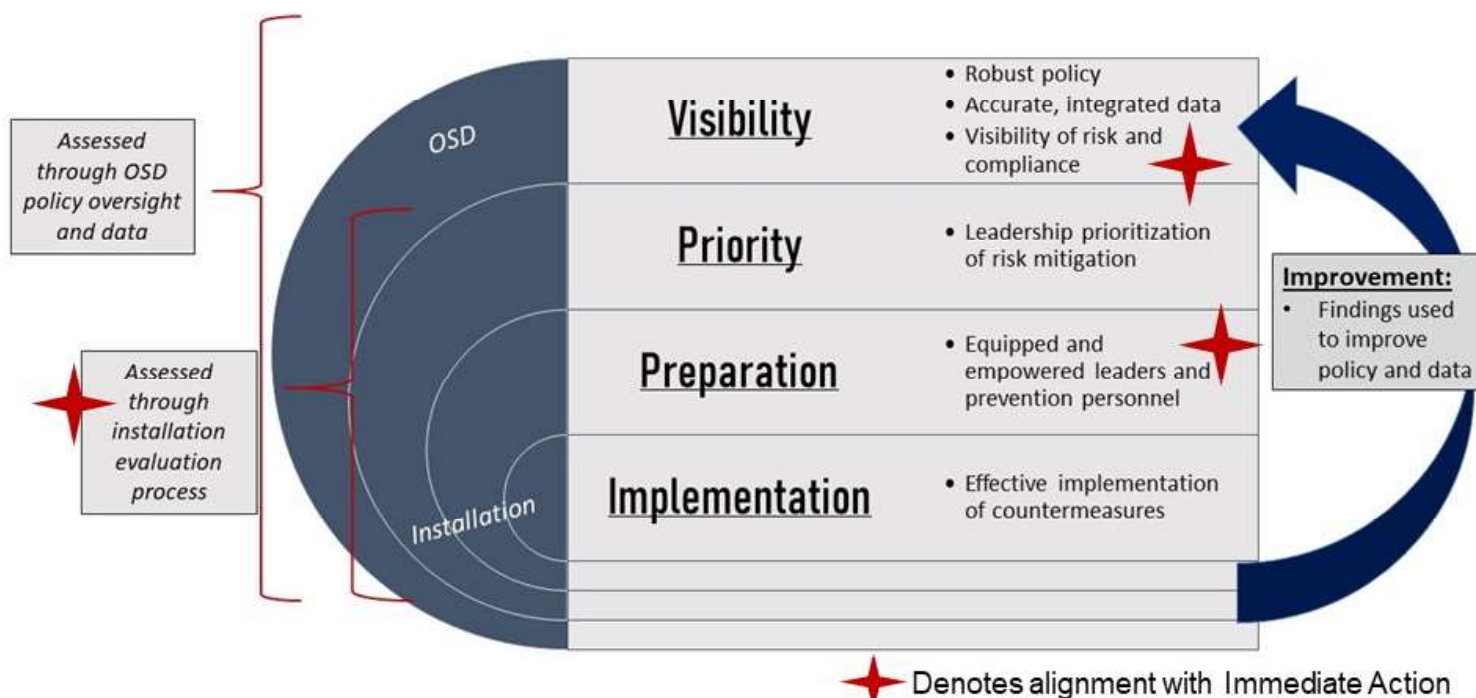 Assessed
through OSD
policy oversight
and data
Assessed
through
installation
evaluation
process
OSD
Installation
Visibility
• Robust policy
• Accurate, integrated data
• Visibility of risk and
compliance
Priority
• Leadership prioritization
of risk mitigation
Preparation
• Equipped and
empowered leaders and
prevention personnel
Implementation
• Effective implementation
of countermeasures
Improvement:
• Findings used
to improve
policy and data
Denotes alignment with Immediate Action